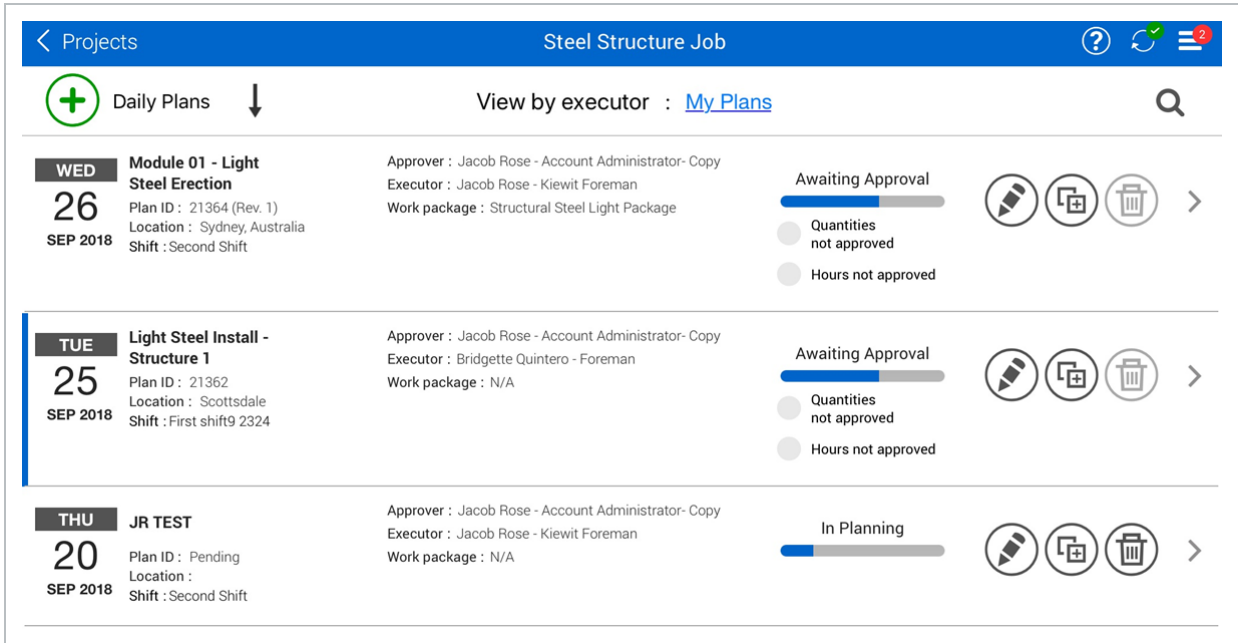 Projects
Steel Structure Job
2
Daily Plans
View by executor : My Plans
WED
26
SEP 2018
Module 01 - Light
Steel Erection
Plan ID : 21364 (Rev. 1)
Location : Sydney, Australia
Shift : Second Shift
Approver : Jacob Rose - Account Administrator- Copy
Executor : Jacob Rose - Kiewit Foreman
Work package : Structural Steel Light Package
Awaiting Approval
Quantities
not approved
Hours not approved
TUE
25
SEP 2018
Light Steel Install -
Structure 1
Plan ID : 21362
Location : Scottsdale
Shift : First shift9 2324
Approver : Jacob Rose - Account Administrator- Copy
Executor : Bridgette Quintero - Foreman
Work package : N/A
Awaiting Approval
Quantities
not approved
Hours not approved
THU
20
SEP 2018
JR TEST
Plan ID : Pending
Location :
Shift : Second Shift
Approver : Jacob Rose - Account Administrator- Copy
Executor : Jacob Rose - Kiewit Foreman
Work package : N/A
In Planning